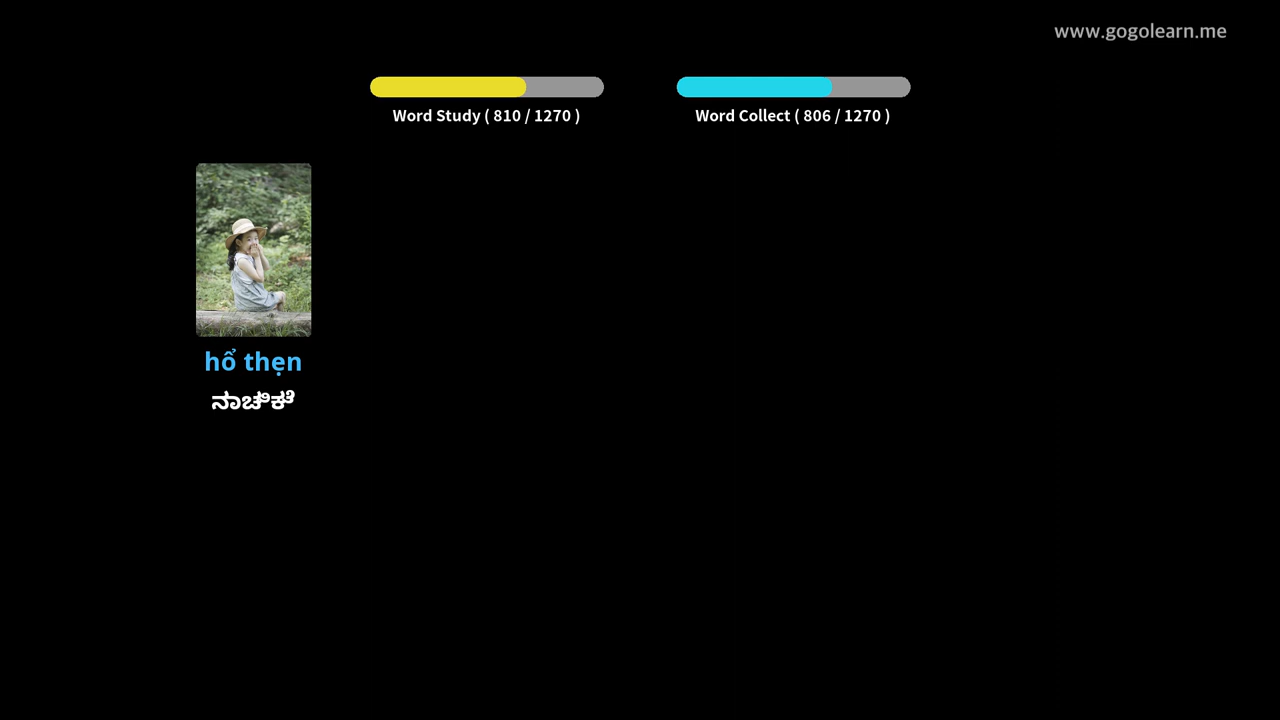 www.gogolearn.me
Word Study ( 810 / 1270 )
Word Collect ( 806 / 1270 )
hổ thẹn
ನಾಚಿಕೆ